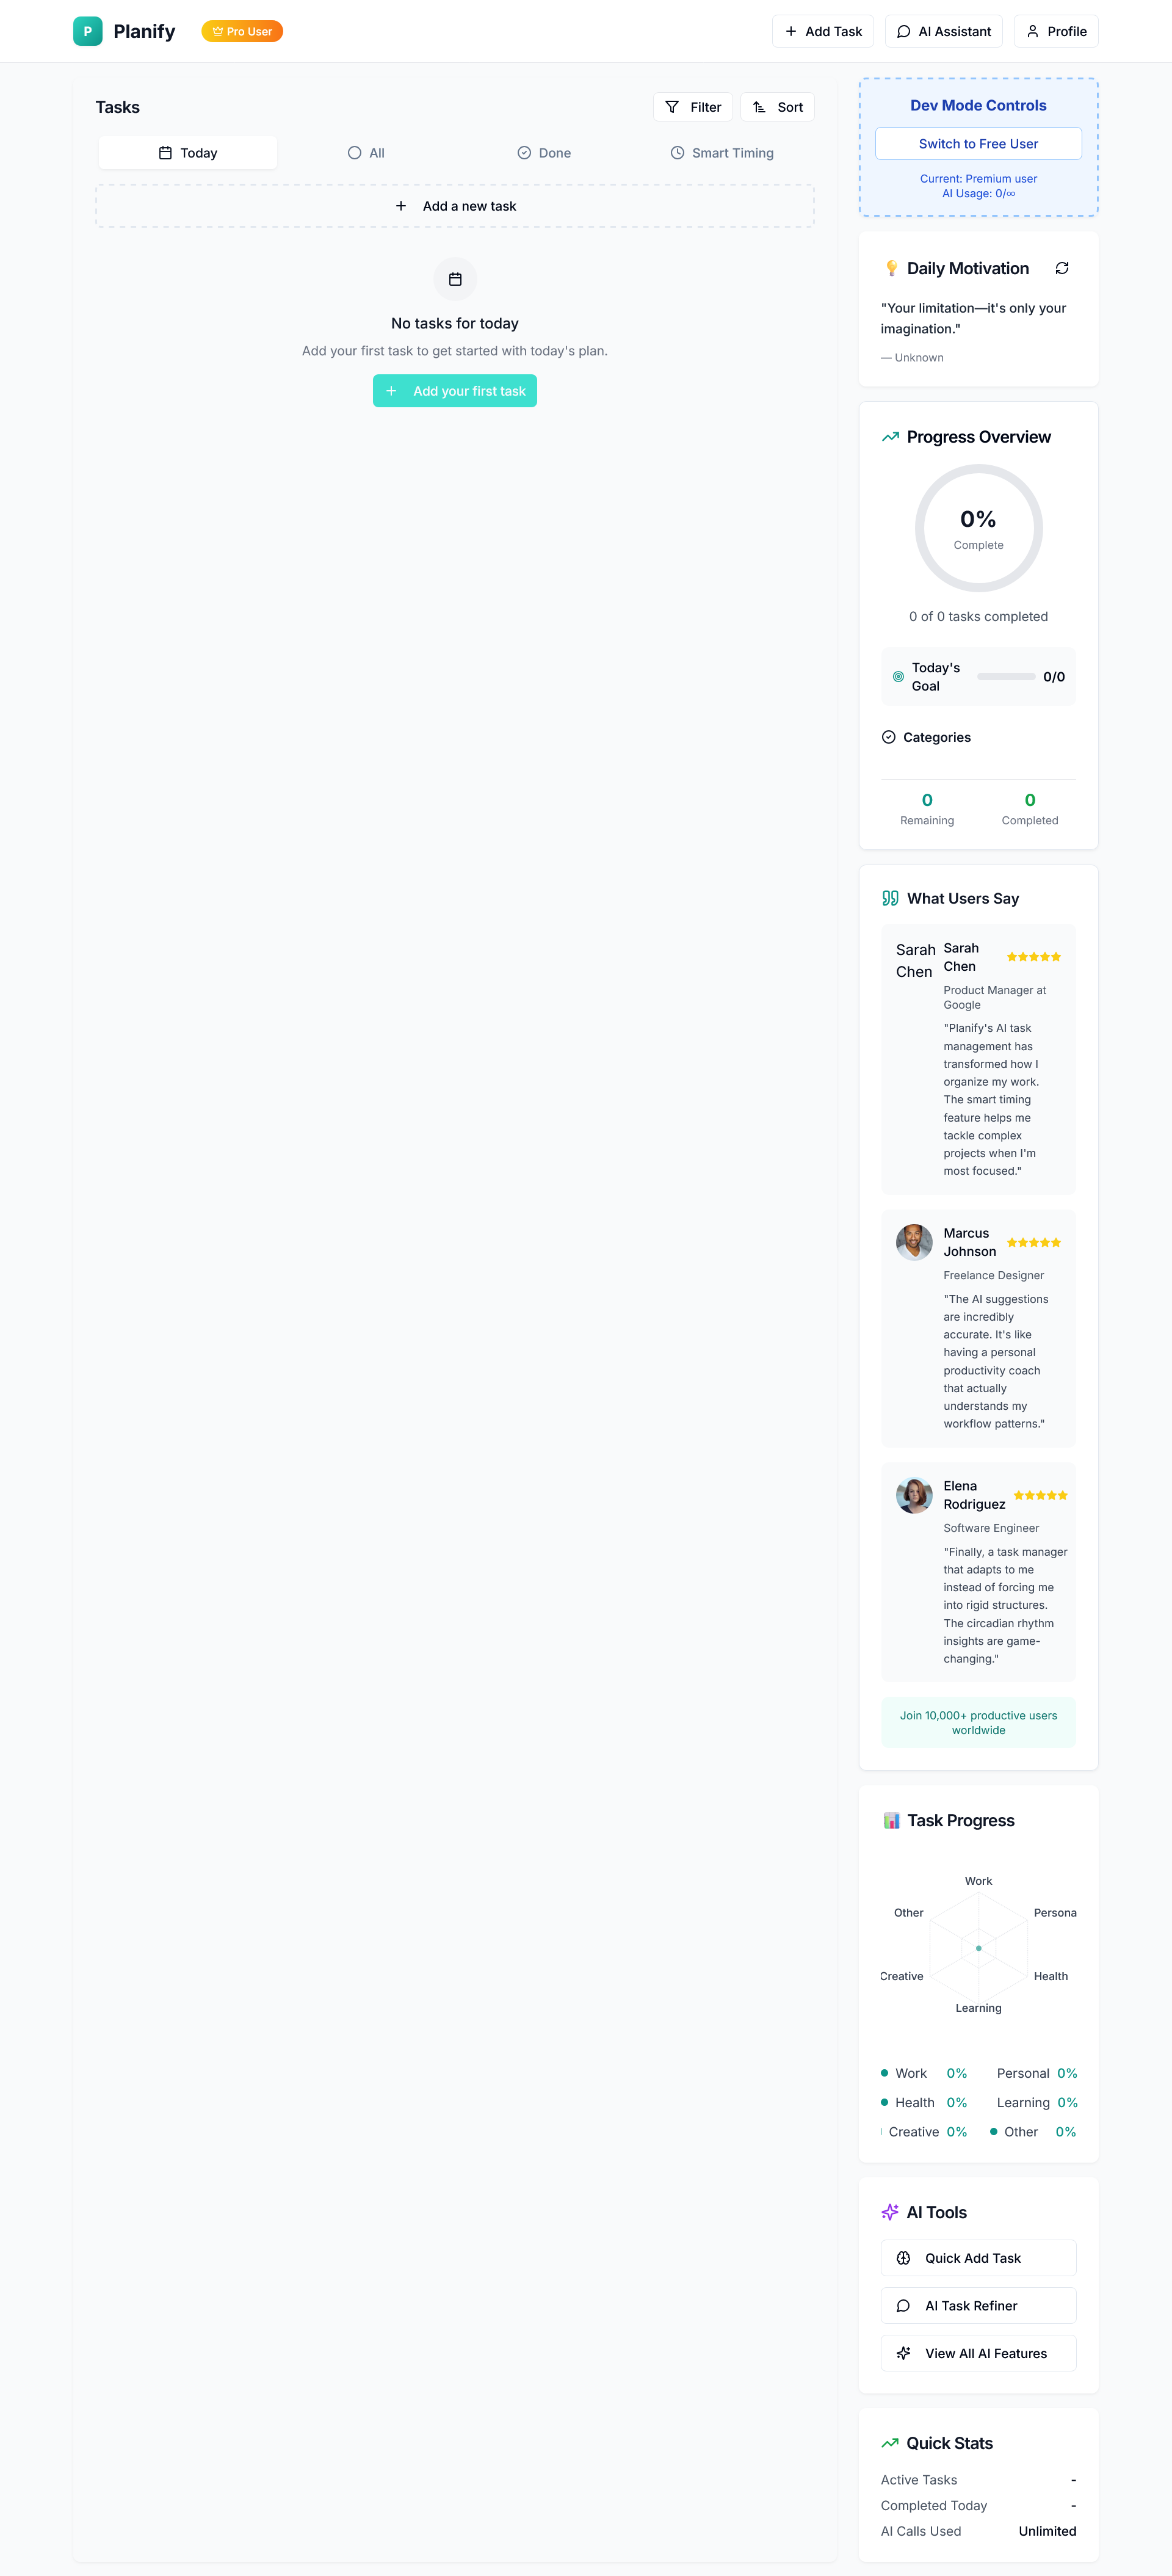 P Planify Pro User Add Task AI Assistant Profile
Tasks Filter Sort
Today All Done Smart Timing
Add a new task
No tasks for today
Add your first task to get started with today's plan.
Add your first task
Dev Mode Controls
Switch to Free User
Current: Premium user
AI Usage: 0/∞
Daily Motivation
"Your limitation—it's only your
imagination."
— Unknown
Progress Overview
0%
Complete
0 of 0 tasks completed
Today's
Goal
0/0
Categories
0 0
Remaining Completed
What Users Say
Sarah
Chen
Sarah
Chen
Product Manager at
Google
"Planify's AI task
management has
transformed how I
organize my work.
The smart timing
feature helps me
tackle complex
projects when I'm
most focused."
Marcus
Johnson
Freelance Designer
"The AI suggestions
are incredibly
accurate. It's like
having a personal
productivity coach
that actually
understands my
workflow patterns."
Elena
Rodriguez
Software Engineer
"Finally, a task manager
that adapts to me
instead of forcing me
into rigid structures.
The circadian rhythm
insights are game-
changing."
Join 10,000+ productive users
worldwide
Task Progress
Work
Other Persona
Creative Health
Learning
Work 0% Personal 0%
Health 0% Learning 0%
Creative 0% Other 0%
AI Tools
Quick Add Task
AI Task Refiner
View All AI Features
Quick Stats
Active Tasks -
Completed Today -
AI Calls Used Unlimited